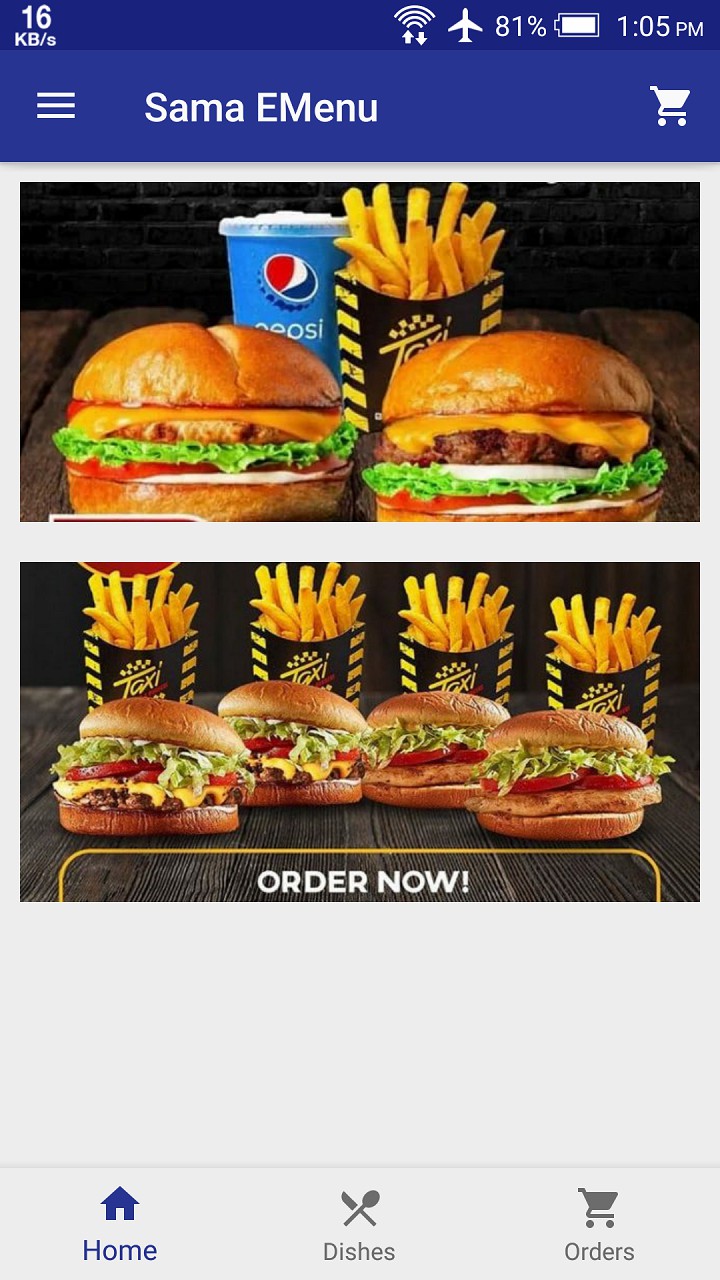 16
KB/s
81%
1:05 PM
Sama EMenu
pepsi
Taxi
Taxi
Taxi
Taxi
Taxi
ORDER NOW!
Home
Dishes
Orders